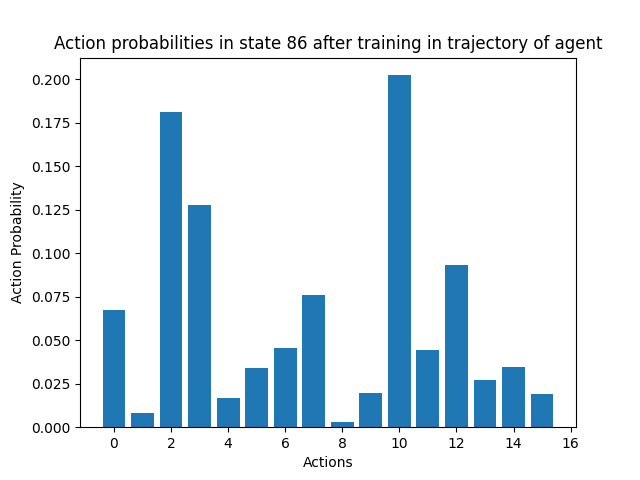 Action probabilities in state 86 after training in trajectory of agent
0.200
0.175
0.150
0.125
0.100
0.075
0.050
0.025
0.000
Action Probability
0 2 4 6 8 10 12 14 16
Actions